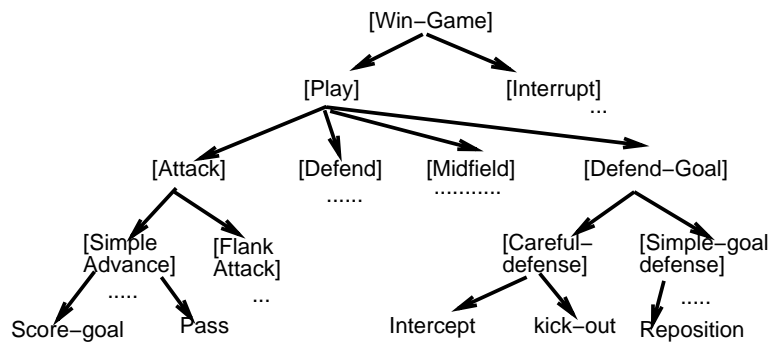 [Win−Game]
[Play]
[Interrupt]
...
[Attack]
[Defend]
[Midfield]
[Defend−Goal]
......
...........
[Simple
Advance]
[Flank
Attack]
[Careful−
defense]
[Simple−goal
defense]
.....
...
.....
Score−goal
Pass
Intercept
kick−out
Reposition